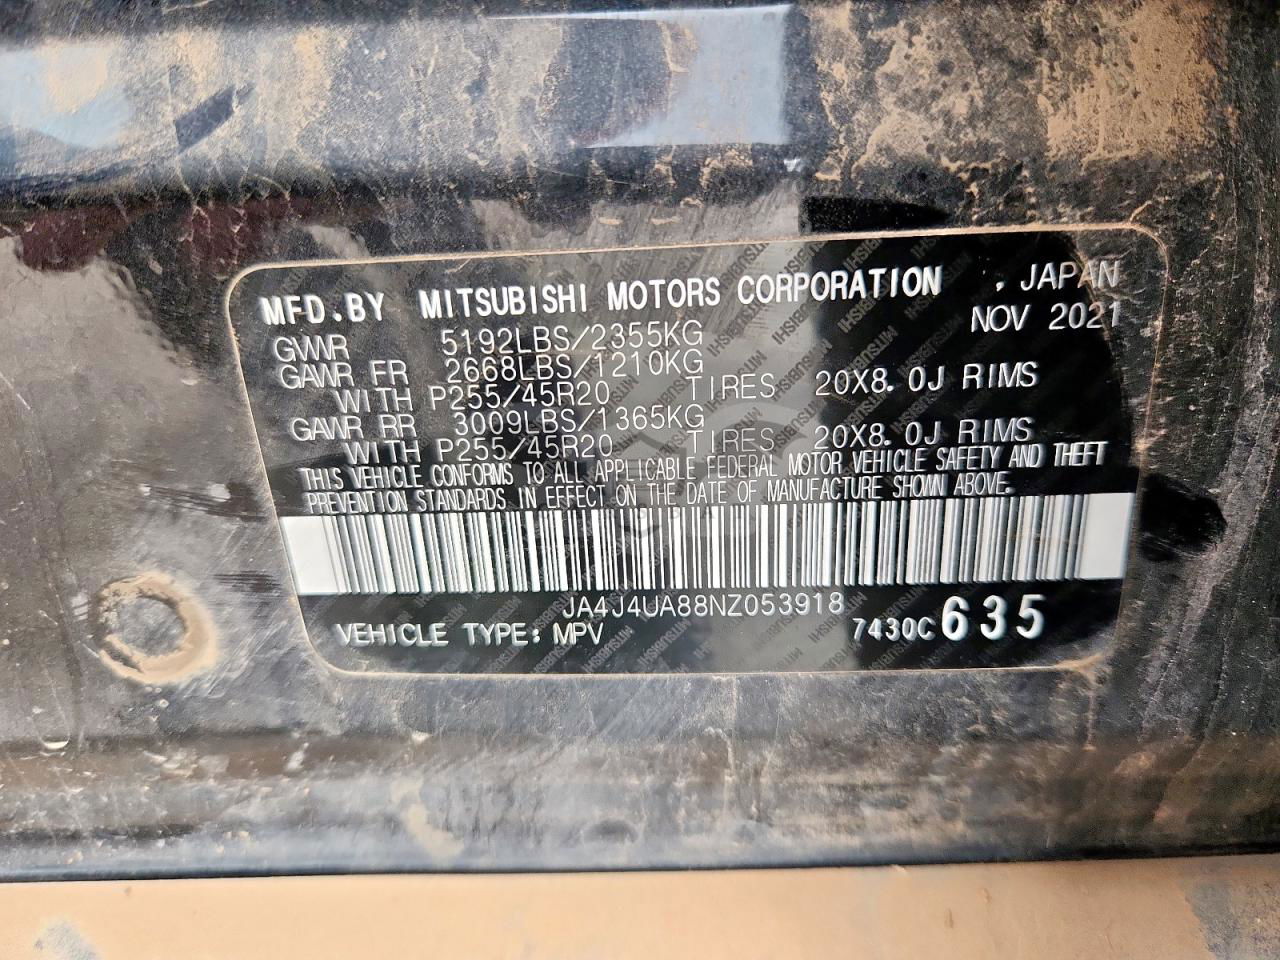 MFD.BY MITSUBISHI MOTORS CORPORATION , JAPAN
NOV 2021
GVWR 5192LBS/2355KG
GAWR FR 2668LBS/1210KG
WITH P255/45R20 TIRES 20X8.0J RIMS
GAWR RR 3009LBS/1365KG
WITH P255/45R20 TIRES 20X8.0J RIMS
THIS VEHICLE CONFORMS TO ALL APPLICABLE FEDERAL MOTOR VEHICLE SAFETY AND THEFT
PREVENTION STANDARDS IN EFFECT ON THE DATE OF MANUFACTURE SHOWN ABOVE.
JA4J4UA88NZ053918
VEHICLE TYPE: MPV 7430C 635